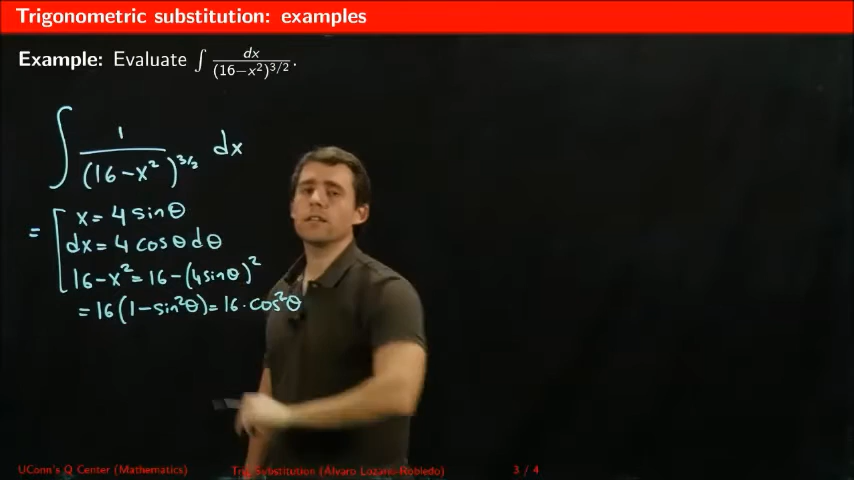 Trigonometric substitution: examples
Example: Evaluate ∫ dx/(16−x²)^{3/2}.
∫ 1/(16−x²)^{3/2} dx
= [ x = 4 sinθ
dx = 4 cosθ dθ
16−x² = 16−(4sinθ)²
= 16(1−sin²θ) = 16·cos²θ
UConn's Q Center (Mathematics) Trig Substitution (Álvaro Lozano-Robledo) 3 / 4